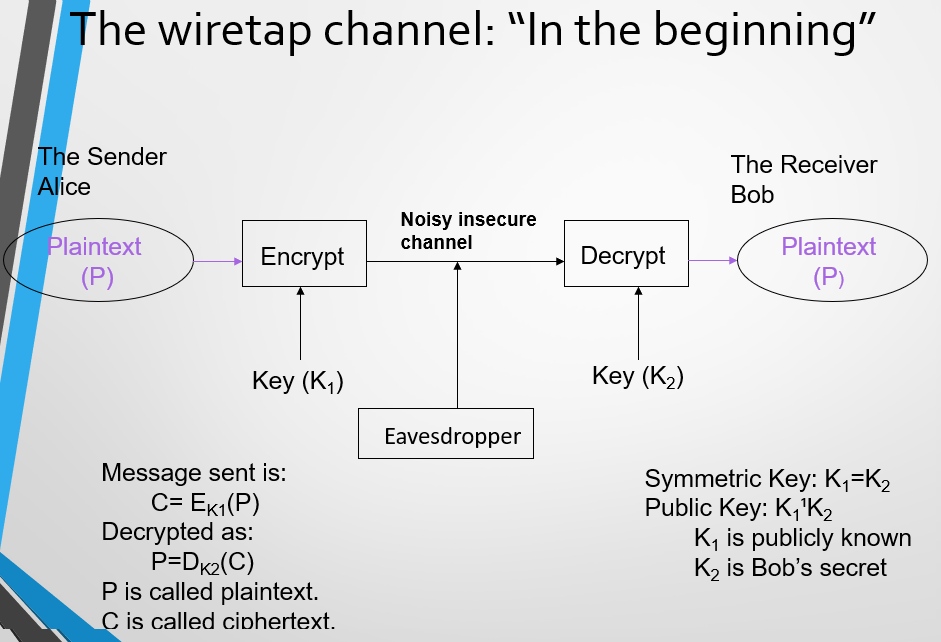 The wiretap channel: “In the beginning”
The Sender
Alice
The Receiver
Bob
Plaintext
(P)
Encrypt
Noisy insecure
channel
Decrypt
Plaintext
(P)
Key (K₁)
Key (K₂)
Eavesdropper
Message sent is:
C= E_K1(P)
Decrypted as:
P=D_K2(C)
P is called plaintext.
C is called ciphertext.
Symmetric Key: K₁=K₂
Public Key: K₁¹K₂
K₁ is publicly known
K₂ is Bob’s secret